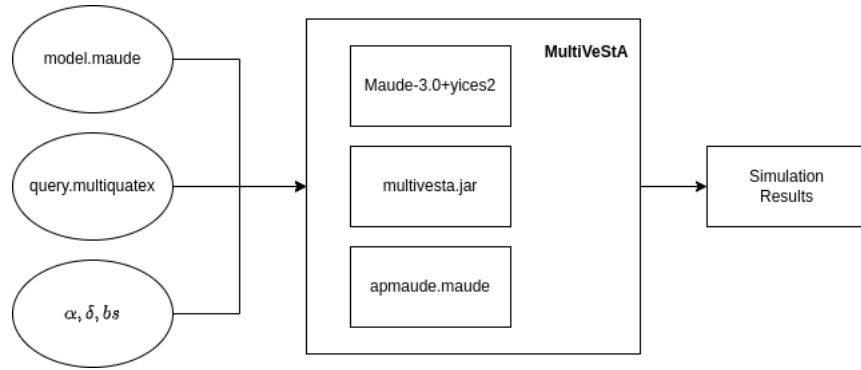 model.maude
query.multiquatex
α, δ, bs
MultiVeStA
Maude-3.0+yices2
multivesta.jar
apmaude.maude
Simulation
Results